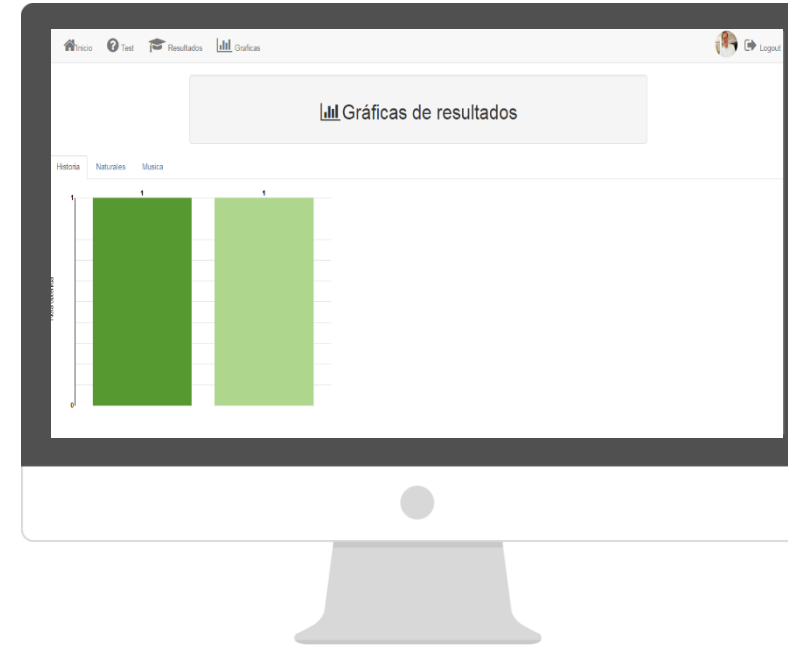 Inicio Test Resultados Graficas Logout
Gráficas de resultados
Historia Naturales Musica
1 1 1
0